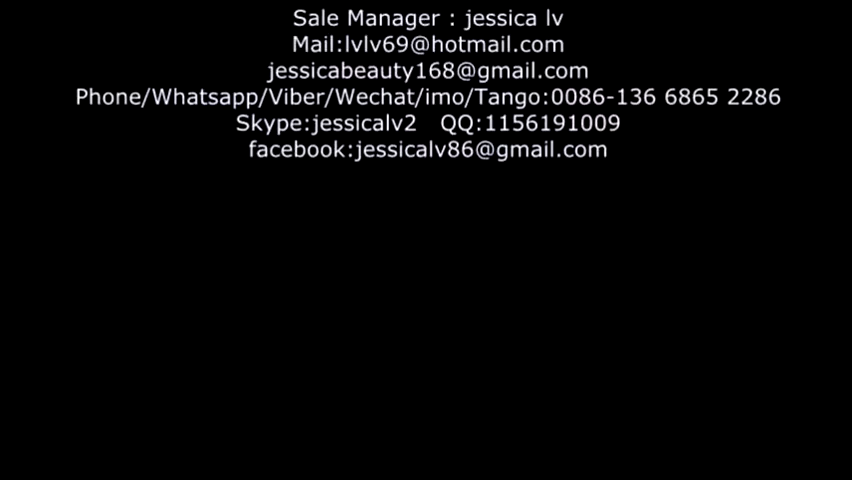 Sale Manager : jessica lv
Mail:lvlv69@hotmail.com
jessicabeauty168@gmail.com
Phone/Whatsapp/Viber/Wechat/imo/Tango:0086-136 6865 2286
Skype:jessicalv2 QQ:1156191009
facebook:jessicalv86@gmail.com